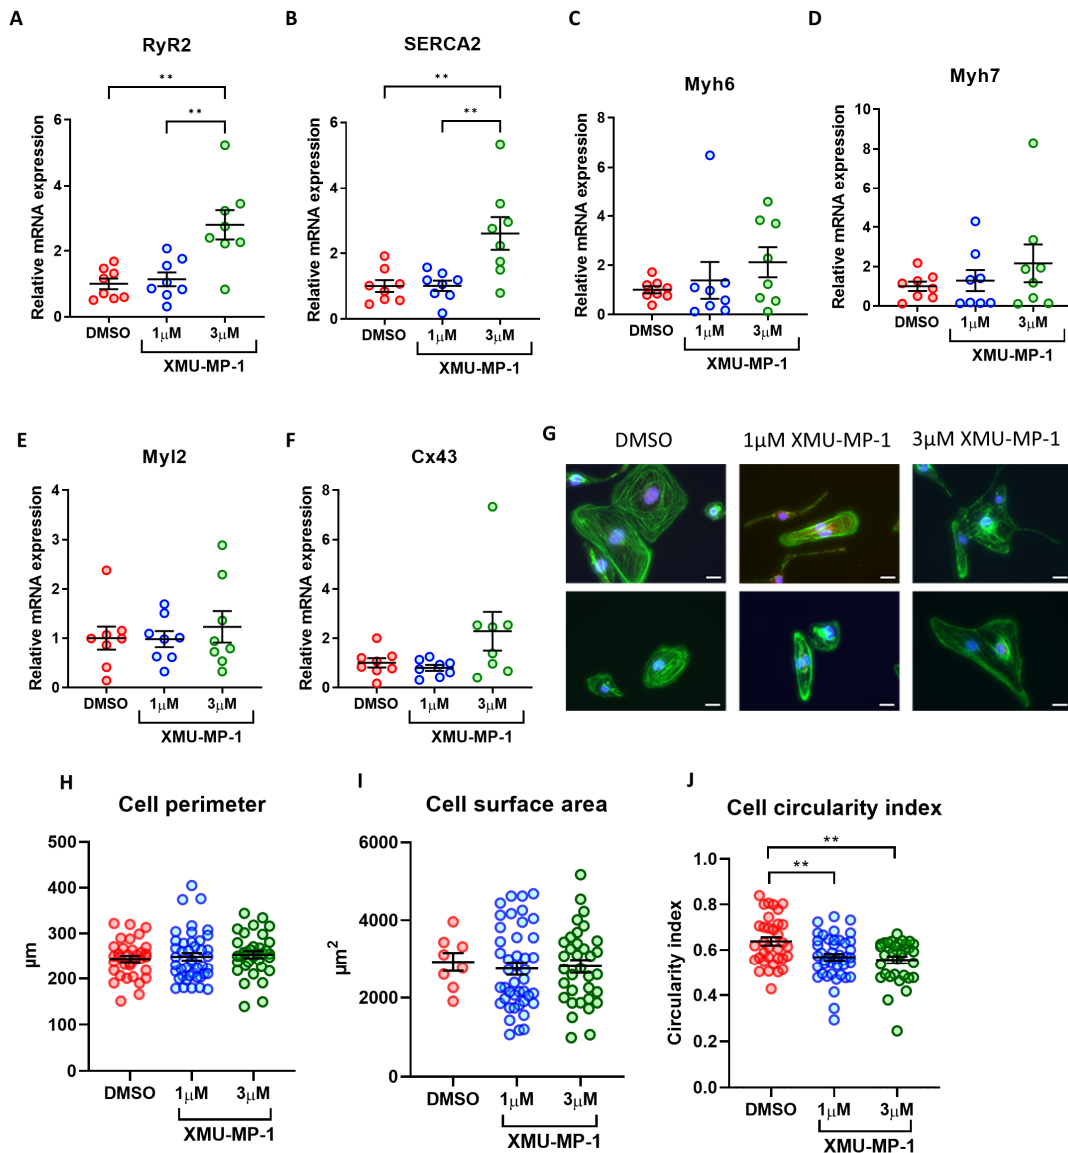 A
RyR2
**
**
Relative mRNA expression
6
4
2
0
DMSO
1μM
3μM
XMU-MP-1
B
SERCA2
**
**
Relative mRNA expression
6
4
2
0
DMSO
1μM
3μM
XMU-MP-1
C
Myh6
Relative mRNA expression
8
6
4
2
0
DMSO
1μM
3μM
XMU-MP-1
D
Myh7
Relative mRNA expression
10
8
6
4
2
0
DMSO
1μM
3μM
XMU-MP-1
E
Myl2
Relative mRNA expression
4
3
2
1
0
DMSO
1μM
3μM
XMU-MP-1
F
Cx43
Relative mRNA expression
8
6
4
2
0
DMSO
1μM
3μM
XMU-MP-1
G
DMSO
1μM XMU-MP-1
3μM XMU-MP-1
H
Cell perimeter
μm
500
400
300
200
100
0
DMSO
1μM
3μM
XMU-MP-1
I
Cell surface area
μm²
6000
4000
2000
0
DMSO
1μM
3μM
XMU-MP-1
J
Cell circularity index
**
**
Circularity index
1.0
0.8
0.6
0.4
0.2
0.0
DMSO
1μM
3μM
XMU-MP-1